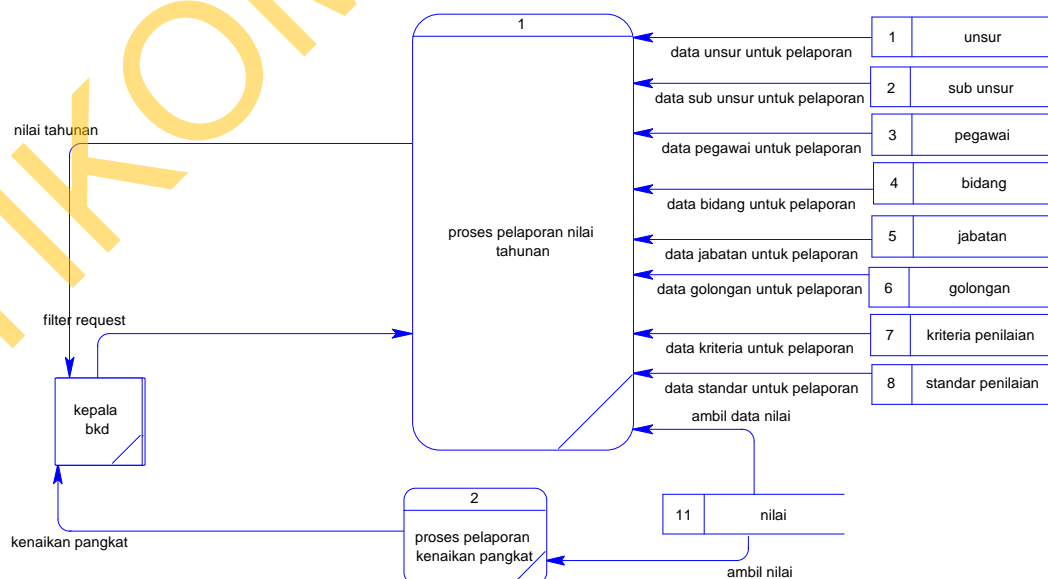 1
1 unsur
data unsur untuk pelaporan
2 sub unsur
data sub unsur untuk pelaporan
nilai tahunan
3 pegawai
data pegawai untuk pelaporan
4 bidang
data bidang untuk pelaporan
proses pelaporan nilai
tahunan
5 jabatan
data jabatan untuk pelaporan
6 golongan
data golongan untuk pelaporan
filter request
7 kriteria penilaian
data kriteria untuk pelaporan
8 standar penilaian
data standar untuk pelaporan
kepala
bkd
ambil data nilai
2
11 nilai
kenaikan pangkat
proses pelaporan
kenaikan pangkat
ambil nilai